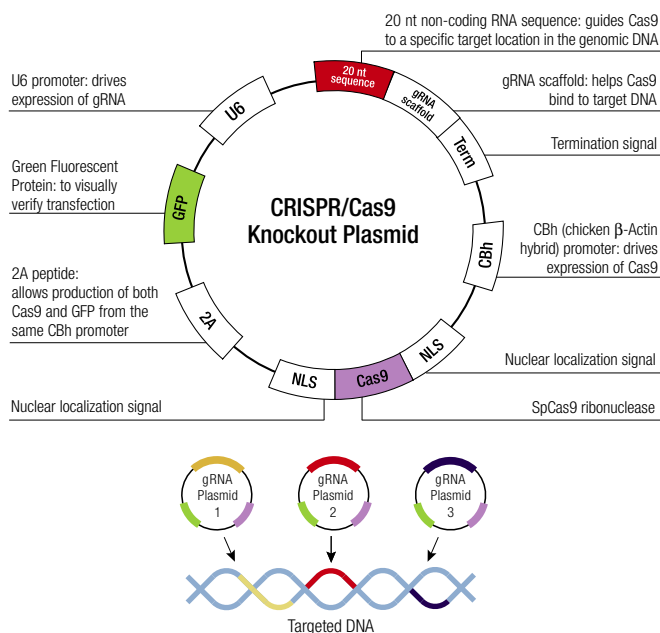 20 nt non-coding RNA sequence: guides Cas9
to a specific target location in the genomic DNA
U6 promoter: drives
expression of gRNA
20 nt
sequence
gRNA
scaffold
gRNA scaffold: helps Cas9
bind to target DNA
U6
Term
Termination signal
Green Fluorescent
Protein: to visually
verify transfection
GFP
CRISPR/Cas9
Knockout Plasmid
CBh
CBh (chicken β-Actin
hybrid) promoter: drives
expression of Cas9
2A peptide:
allows production of both
Cas9 and GFP from the
same CBh promoter
2A
NLS
Cas9
NLS
Nuclear localization signal
Nuclear localization signal
SpCas9 ribonuclease
gRNA
Plasmid
1
gRNA
Plasmid
2
gRNA
Plasmid
3
Targeted DNA